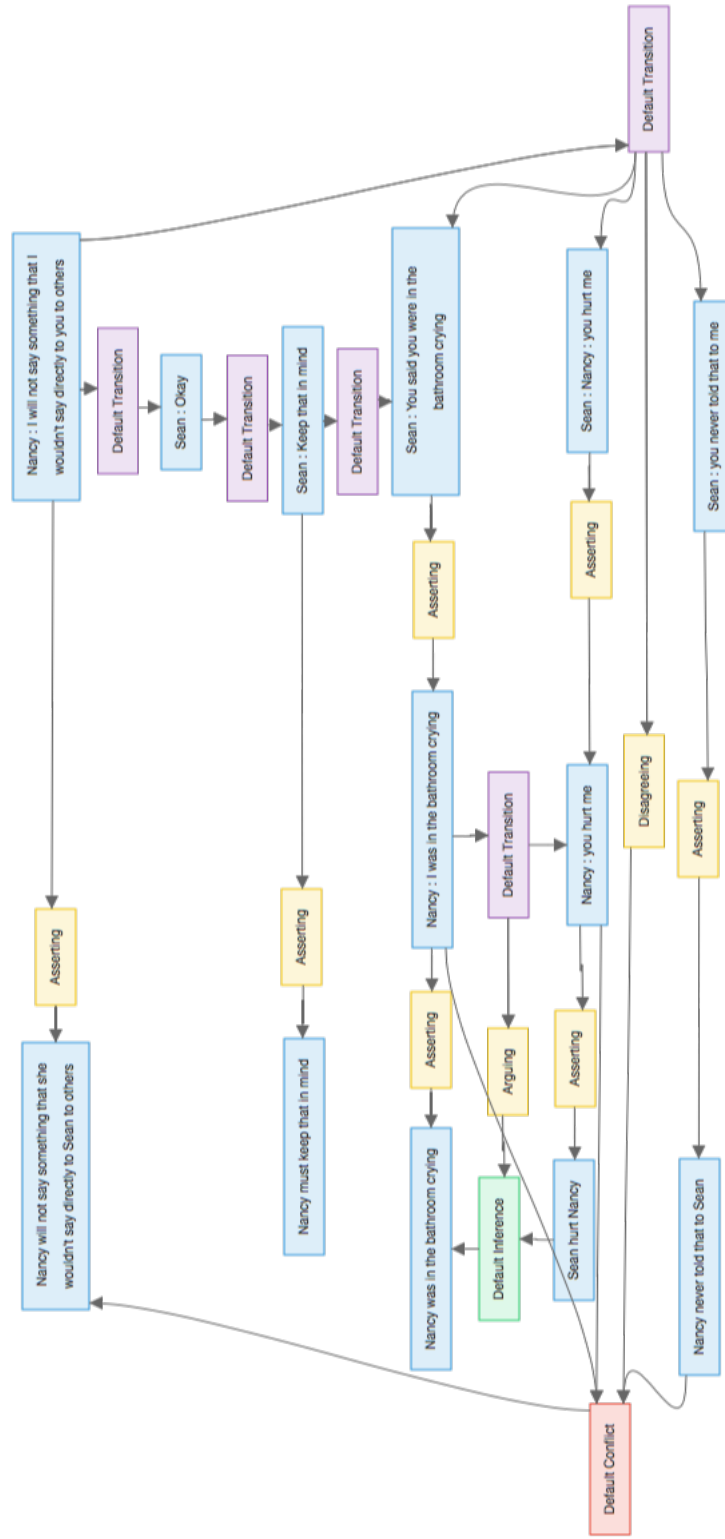 Nancy will not say something that she
wouldn't say directly to Sean to others
Asserting
Nancy : I will not say something that I
wouldn't say directly to you to others
Default Transition
Sean : Okay
Default Transition
Nancy must keep that in mind
Asserting
Sean : Keep that in mind
Default Transition
Nancy was in the bathroom crying
Asserting
Nancy : I was in the bathroom crying
Asserting
Sean : You said you were in the
bathroom crying
Default Inference
Arguing
Default Transition
Sean hurt Nancy
Asserting
Nancy : you hurt me
Asserting
Sean : Nancy : you hurt me
Default Conflict
Disagreeing
Default Transition
Nancy never told that to Sean
Asserting
Sean : you never told that to me